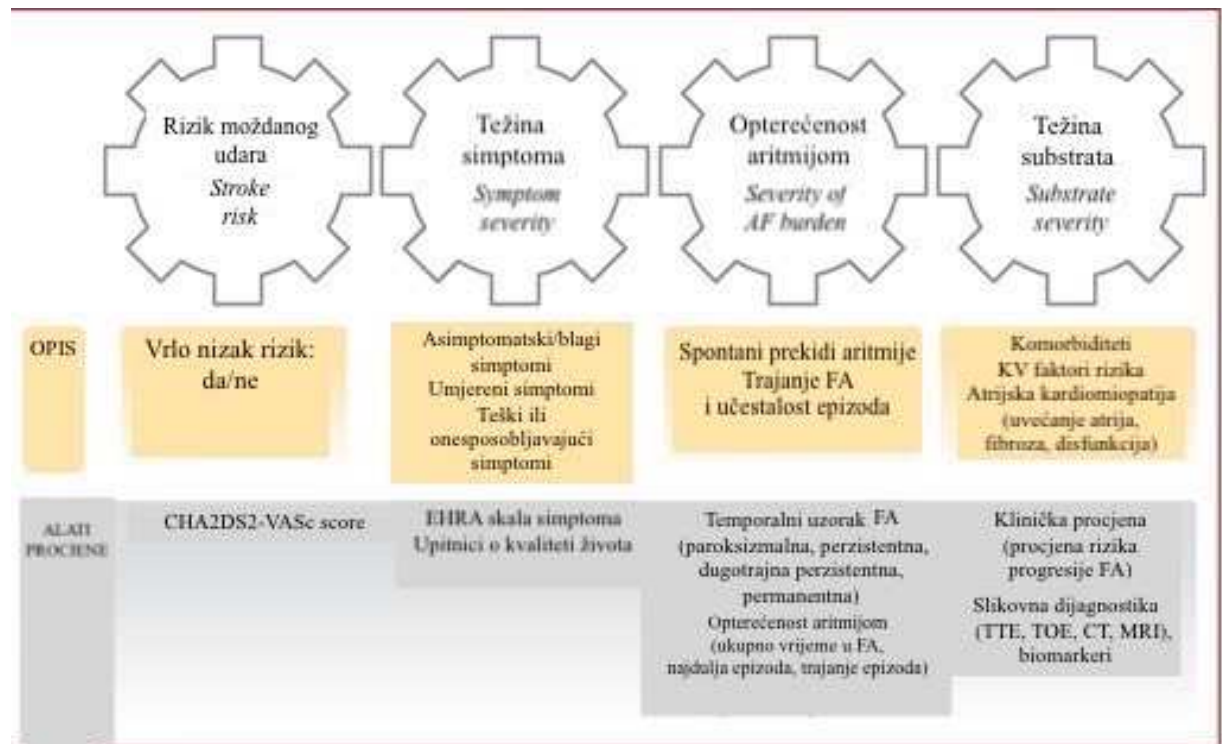 Rizik moždanog
udara
Stroke
risk
Težina
simptoma
Symptom
severity
Opterećenost
aritmijom
Severity of
AF burden
Težina
substrata
Substrate
severity
OPIS
Vrlo nizak rizik:
da/ne
Asimptomatski/blagi
simptomi
Umjereni simptomi
Teški ili
onesposobljavajući
simptomi
Spontani prekidi aritmije
Trajanje FA
i učestalost epizoda
Komorbiditeti
KV faktori rizika
Atrijska kardiomiopatija
(uvećanje atrija,
fibroza, disfunkcija)
ALATI
PROCJENE
CHA2DS2-VASc score
EHRA skala simptoma
Upitnici o kvaliteti života
Temporalni uzorak FA
(paroksizmalna, perzistentna,
dugotrajna perzistentna,
permanentna)
Opterećenost aritmijom
(ukupno vrijeme u FA,
najdulja epizoda, trajanje epizoda)
Klinička procjena
(procjena rizika
progresije FA)
Slikovna dijagnostika
(TTE, TOE, CT, MRI),
biomarkeri